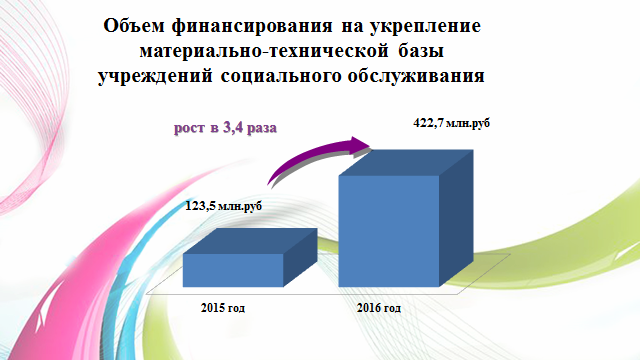 Объем финансирования на укрепление
материально-технической базы
учреждений социального обслуживания
рост в 3,4 раза
422,7 млн.руб
123,5 млн.руб
2015 год
2016 год